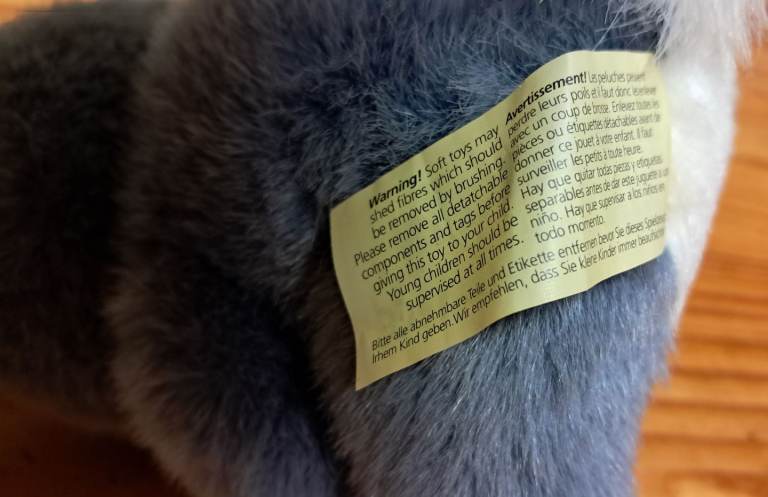 Warning! Soft toys may
shed fibres which should
be removed by brushing.
Please remove all detatchable
components and tags before
giving this toy to your child.
Young children should be
supervised at all times.
Avertissement! Les peluches peuvent
perdre leurs poils et il faut donc les enlever
avec un coup de brosse. Enlevez toutes les
pièces ou étiquettes détachables avant de
donner ce jouet à votre enfant. Il faut
surveiller les petits à toute heure.
Hay que quitar todas piezas y etiquetas
separables antes de dar este juguete a un
niño. Hay que supervisar a los niños en
todo momento.
Bitte alle abnehmbare Teile und Etikette entfernen bevor Sie dieses Spielzeug
Ihrem Kind geben. Wir empfehlen, dass Sie kleine Kinder immer beaufsichtigen